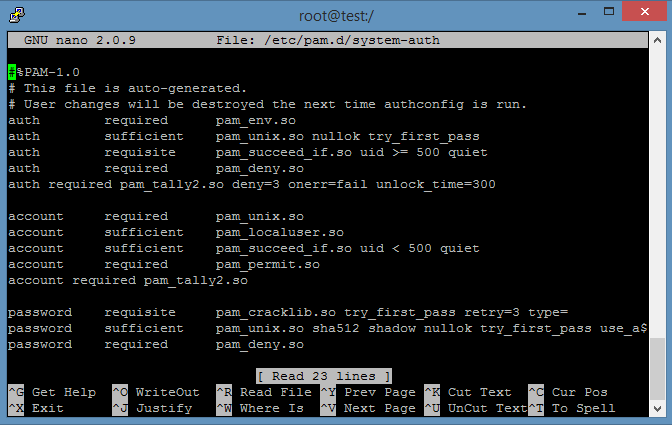 root@test:/
GNU nano 2.0.9 File: /etc/pam.d/system-auth
#%PAM-1.0
# This file is auto-generated.
# User changes will be destroyed the next time authconfig is run.
auth required pam_env.so
auth sufficient pam_unix.so nullok try_first_pass
auth requisite pam_succeed_if.so uid >= 500 quiet
auth required pam_deny.so
auth required pam_tally2.so deny=3 onerr=fail unlock_time=300
account required pam_unix.so
account sufficient pam_localuser.so
account sufficient pam_succeed_if.so uid < 500 quiet
account required pam_permit.so
account required pam_tally2.so
password requisite pam_cracklib.so try_first_pass retry=3 type=
password sufficient pam_unix.so sha512 shadow nullok try_first_pass use_a$
password required pam_deny.so
[ Read 23 lines ]
^G Get Help ^O WriteOut ^R Read File ^Y Prev Page ^K Cut Text ^C Cur Pos
^X Exit ^J Justify ^W Where Is ^V Next Page ^U UnCut Text ^T To Spell